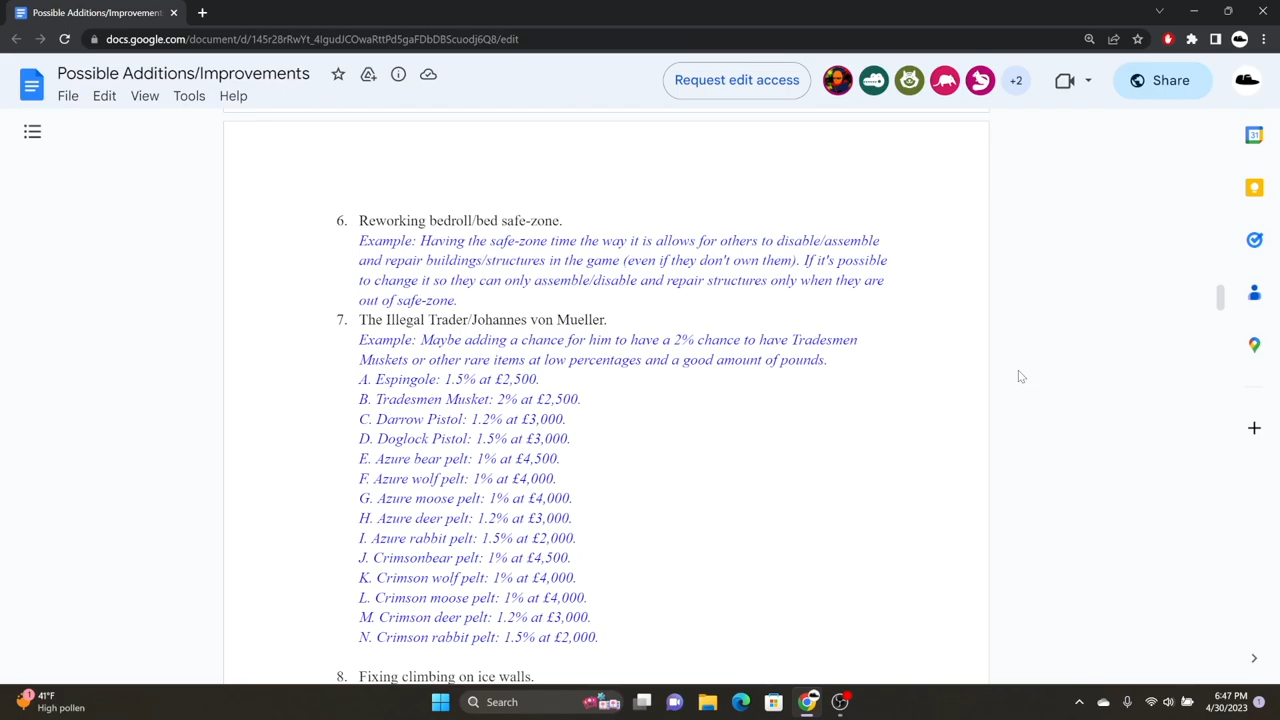 Possible Additions/Improvement
docs.google.com/document/d/145r28rRwYt_4IgudJCOwaRttPd5gaFDbDBScuodj6Q8/edit
Possible Additions/Improvements
Request edit access
+2
Share
File Edit View Tools Help
31
6. Reworking bedroll/bed safe-zone.
Example: Having the safe-zone time the way it is allows for others to disable/assemble
and repair buildings/structures in the game (even if they don't own them). If it's possible
to change it so they can only assemble/disable and repair structures only when they are
out of safe-zone.
7. The Illegal Trader/Johannes von Mueller.
Example: Maybe adding a chance for him to have a 2% chance to have Tradesmen
Muskets or other rare items at low percentages and a good amount of pounds.
A. Espingole: 1.5% at £2,500.
B. Tradesmen Musket: 2% at £2,500.
C. Darrow Pistol: 1.2% at £3,000.
D. Doglock Pistol: 1.5% at £3,000.
E. Azure bear pelt: 1% at £4,500.
F. Azure wolf pelt: 1% at £4,000.
G. Azure moose pelt: 1% at £4,000.
H. Azure deer pelt: 1.2% at £3,000.
I. Azure rabbit pelt: 1.5% at £2,000.
J. Crimsonbear pelt: 1% at £4,500.
K. Crimson wolf pelt: 1% at £4,000.
L. Crimson moose pelt: 1% at £4,000.
M. Crimson deer pelt: 1.2% at £3,000.
N. Crimson rabbit pelt: 1.5% at £2,000.
8. Fixing climbing on ice walls.
1
41°F
High pollen
Search
6:47 PM
4/30/2023
1